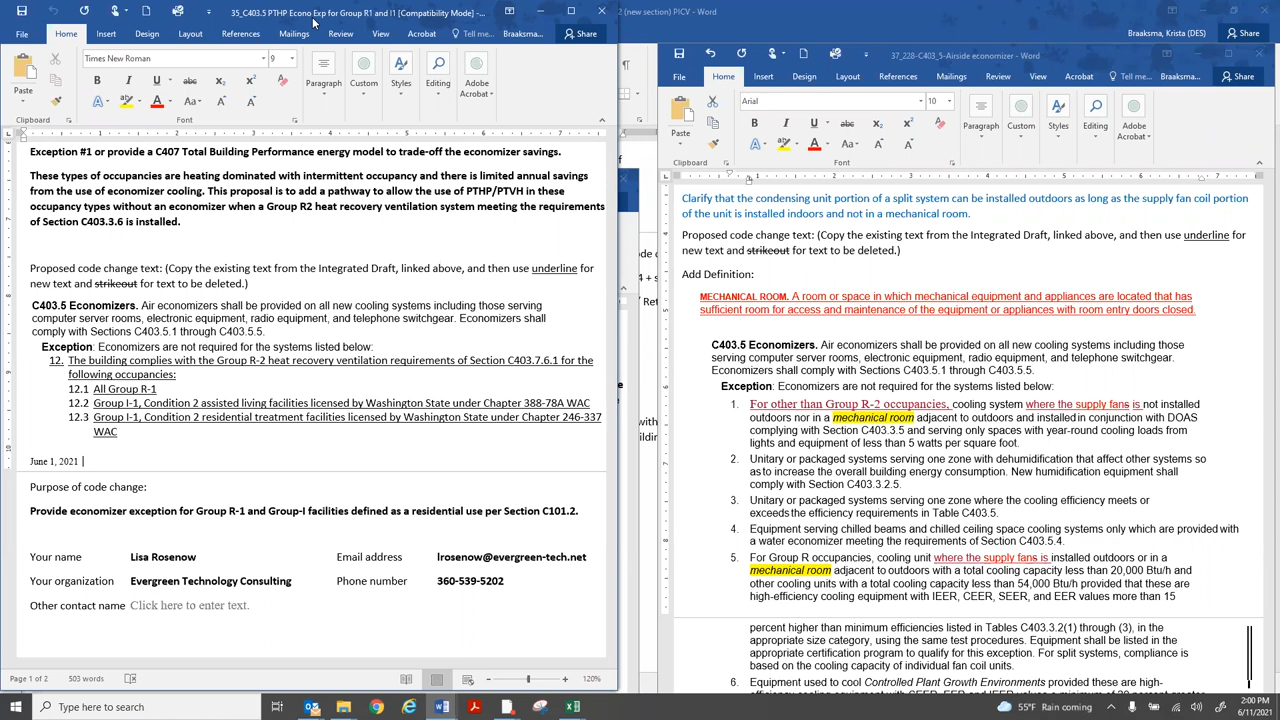 35_C403.5 PTHP Econo Exp for Group R1 and I1 [Compatibility Mode]
2 (new section) PICV - Word
Braaksma, Krista (DES)
File
Home
Insert
Design
Layout
References
Mailings
Review
Acrobat
Braaksma...
Share
Share
37_228-C403_5-Airside economizer - Word
File
Home
Insert
Design
Layout
References
Mailings
Review
View
Acrobat
Tell me...
Braaksma...
Share
Paste
Times New Roman
9
Paragraph
Custom
Styles
Editing
Adobe
Acrobat
Clipboard
Font
Paste
Arial
10
Paragraph
Custom
Styles
Editing
Adobe
Acrobat
Clipboard
Font
Exception #1 or provide a C407 Total Building Performance energy model to trade-off the economizer savings.
These types of occupancies are heating dominated with intermittent occupancy and there is limited annual savings
from the use of economizer cooling. This proposal is to add a pathway to allow the use of PTHP/PTVH in these
occupancy types without an economizer when a Group R2 heat recovery ventilation system meeting the requirements
of Section C403.3.6 is installed.
Proposed code change text: (Copy the existing text from the Integrated Draft, linked above, and then use underline for
new text and strikeout for text to be deleted.)
C403.5 Economizers. Air economizers shall be provided on all new cooling systems including those serving
computer server rooms, electronic equipment, radio equipment, and telephone switchgear. Economizers shall
comply with Sections C403.5.1 through C403.5.5.
Exception: Economizers are not required for the systems listed below:
12. The building complies with the Group R-2 heat recovery ventilation requirements of Section C403.7.6.1 for the
following occupancies:
12.1 All Group R-1
12.2 Group I-1, Condition 2 assisted living facilities licensed by Washington State under Chapter 388-78A WAC
12.3 Group I-1, Condition 2 residential treatment facilities licensed by Washington State under Chapter 246-337
WAC
June 1, 2021
Purpose of code change:
Provide economizer exception for Group R-1 and Group-I facilities defined as a residential use per Section C101.2.
Your name Lisa Rosenow Email address lrosenow@evergreen-tech.net
Your organization Evergreen Technology Consulting Phone number 360-539-5202
Other contact name Click here to enter text.
Page 1 of 2 503 words 120%
Clarify that the condensing unit portion of a split system can be installed outdoors as long as the supply fan coil portion
of the unit is installed indoors and not in a mechanical room.
Proposed code change text: (Copy the existing text from the Integrated Draft, linked above, and then use underline for
new text and strikeout for text to be deleted.)
Add Definition:
MECHANICAL ROOM. A room or space in which mechanical equipment and appliances are located that has
sufficient room for access and maintenance of the equipment or appliances with room entry doors closed.
C403.5 Economizers. Air economizers shall be provided on all new cooling systems including those
serving computer server rooms, electronic equipment, radio equipment, and telephone switchgear.
Economizers shall comply with Sections C403.5.1 through C403.5.5.
Exception: Economizers are not required for the systems listed below:
1. For other than Group R-2 occupancies, cooling system where the supply fans is not installed
outdoors nor in a mechanical room adjacent to outdoors and installed in conjunction with DOAS
complying with Section C403.3.5 and serving only spaces with year-round cooling loads from
lights and equipment of less than 5 watts per square foot.
2. Unitary or packaged systems serving one zone with dehumidification that affect other systems so
as to increase the overall building energy consumption. New humidification equipment shall
comply with Section C403.3.2.5.
3. Unitary or packaged systems serving one zone where the cooling efficiency meets or
exceeds the efficiency requirements in Table C403.5.
4. Equipment serving chilled beams and chilled ceiling space cooling systems only which are provided with
a water economizer meeting the requirements of Section C403.5.4.
5. For Group R occupancies, cooling unit where the supply fans is installed outdoors or in a
mechanical room adjacent to outdoors with a total cooling capacity less than 20,000 Btu/h and
other cooling units with a total cooling capacity less than 54,000 Btu/h provided that these are
high-efficiency cooling equipment with IEER, CEER, SEER, and EER values more than 15
percent higher than minimum efficiencies listed in Tables C403.3.2(1) through (3), in the
appropriate size category, using the same test procedures. Equipment shall be listed in the
appropriate certification program to qualify for this exception. For split systems, compliance is
based on the cooling capacity of individual fan coil units.
6. Equipment used to cool Controlled Plant Growth Environments provided these are high-
Type here to search
55°F Raining now
2:00 PM
6/11/2021